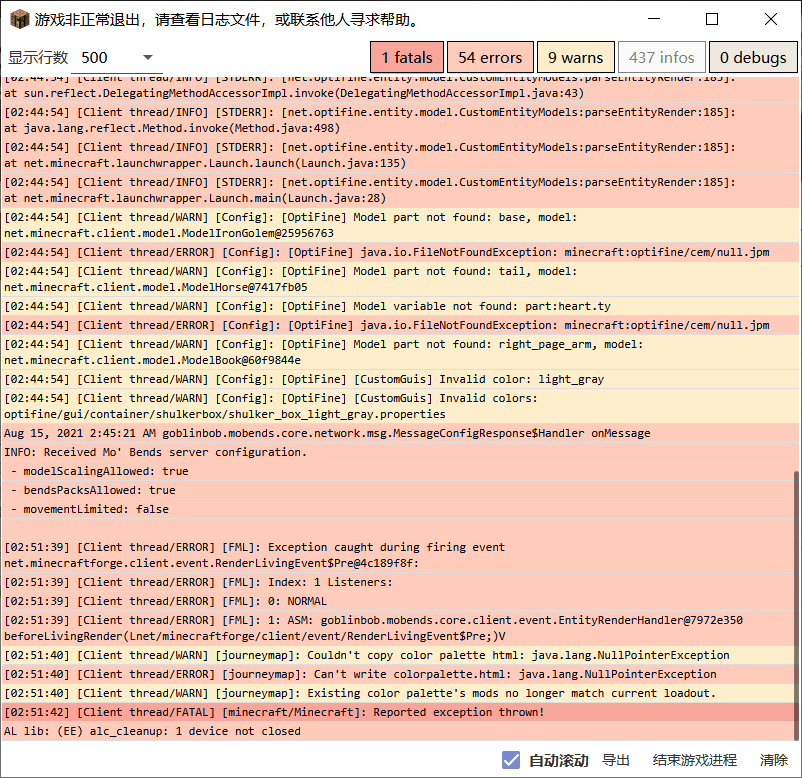 游戏非正常退出，请查看日志文件，或联系他人寻求帮助。
显示行数 500 1 fatals 54 errors 9 warns 437 infos 0 debugs
[02:44:54] [Client thread/INFO] [STDERR]: [net.optifine.entity.model.CustomEntityModels:parseEntityRender:185]:
at sun.reflect.DelegatingMethodAccessorImpl.invoke(DelegatingMethodAccessorImpl.java:43)
[02:44:54] [Client thread/INFO] [STDERR]: [net.optifine.entity.model.CustomEntityModels:parseEntityRender:185]:
at java.lang.reflect.Method.invoke(Method.java:498)
[02:44:54] [Client thread/INFO] [STDERR]: [net.optifine.entity.model.CustomEntityModels:parseEntityRender:185]:
at net.minecraft.launchwrapper.Launch.launch(Launch.java:135)
[02:44:54] [Client thread/INFO] [STDERR]: [net.optifine.entity.model.CustomEntityModels:parseEntityRender:185]:
at net.minecraft.launchwrapper.Launch.main(Launch.java:28)
[02:44:54] [Client thread/WARN] [Config]: [OptiFine] Model part not found: base, model:
net.minecraft.client.model.ModelIronGolem@25956763
[02:44:54] [Client thread/ERROR] [Config]: [OptiFine] java.io.FileNotFoundException: minecraft:optifine/cem/null.jpm
[02:44:54] [Client thread/WARN] [Config]: [OptiFine] Model part not found: tail, model:
net.minecraft.client.model.ModelHorse@7417fb05
[02:44:54] [Client thread/WARN] [Config]: [OptiFine] Model variable not found: part:heart.ty
[02:44:54] [Client thread/ERROR] [Config]: [OptiFine] java.io.FileNotFoundException: minecraft:optifine/cem/null.jpm
[02:44:54] [Client thread/WARN] [Config]: [OptiFine] Model part not found: right_page_arm, model:
net.minecraft.client.model.ModelBook@60f9844e
[02:44:54] [Client thread/WARN] [Config]: [OptiFine] [CustomGuis] Invalid color: light_gray
[02:44:54] [Client thread/WARN] [Config]: [OptiFine] [CustomGuis] Invalid colors:
optifine/gui/container/shulkerbox/shulker_box_light_gray.properties
Aug 15, 2021 2:45:21 AM goblinbob.mobends.core.network.msg.MessageConfigResponse$Handler onMessage
INFO: Received Mo' Bends server configuration.
- modelScalingAllowed: true
- bendsPacksAllowed: true
- movementLimited: false
[02:51:39] [Client thread/ERROR] [FML]: Exception caught during firing event
net.minecraftforge.client.event.RenderLivingEvent$Pre@4c189f8f:
[02:51:39] [Client thread/ERROR] [FML]: Index: 1 Listeners:
[02:51:39] [Client thread/ERROR] [FML]: 0: NORMAL
[02:51:39] [Client thread/ERROR] [FML]: 1: ASM: goblinbob.mobends.core.client.event.EntityRenderHandler@7972e350
beforeLivingRender(Lnet/minecraftforge/client/event/RenderLivingEvent$Pre;)V
[02:51:40] [Client thread/WARN] [journeymap]: Couldn't copy color palette html: java.lang.NullPointerException
[02:51:40] [Client thread/ERROR] [journeymap]: Can't write colorpalette.html: java.lang.NullPointerException
[02:51:40] [Client thread/WARN] [journeymap]: Existing color palette's mods no longer match current loadout.
[02:51:42] [Client thread/FATAL] [minecraft/Minecraft]: Reported exception thrown!
AL lib: (EE) alc_cleanup: 1 device not closed
自动滚动 导出 结束游戏进程 清除